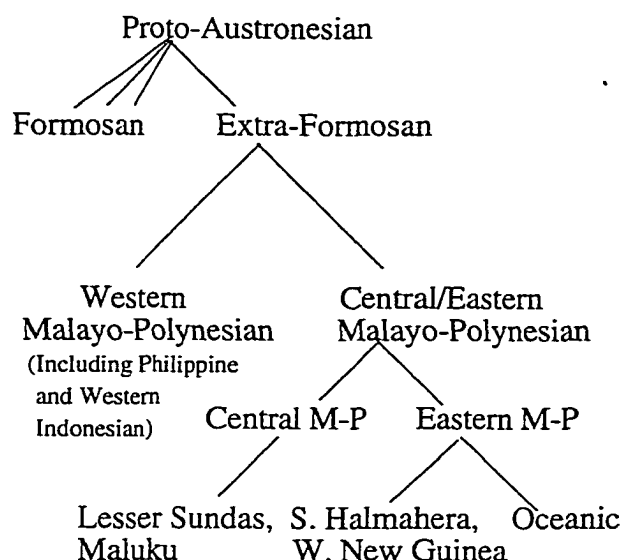 Proto-Austronesian
Formosan
Extra-Formosan
Western
Malayo-Polynesian
(Including Philippine
and Western
Indonesian)
Central/Eastern
Malayo-Polynesian
Central M-P
Eastern M-P
Lesser Sundas,
Maluku
S. Halmahera,
W. New Guinea
Oceanic